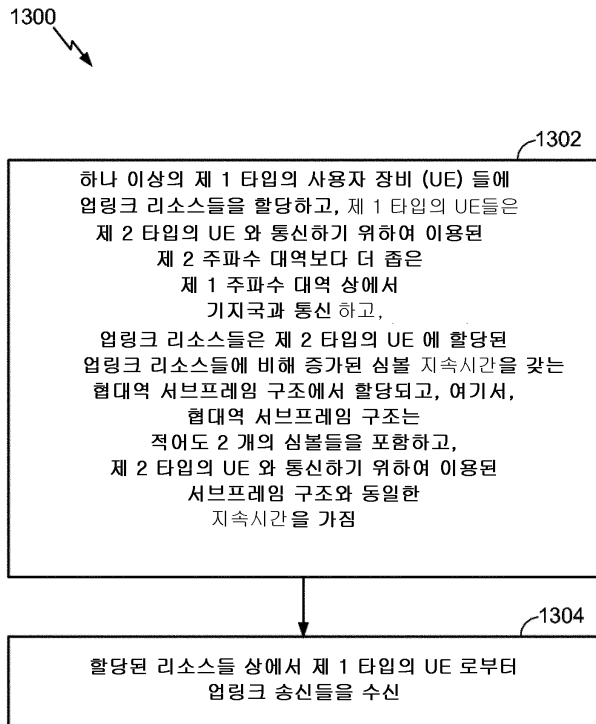 1300
1302
하나 이상의 제 1 타입의 사용자 장비 (UE) 들에
업링크 리소스들을 할당하고, 제 1 타입의 UE들은
제 2 타입의 UE 와 통신하기 위하여 이용된
제 2 주파수 대역보다 더 좁은
제 1 주파수 대역 상에서
기지국과 통신 하고,
업링크 리소스들은 제 2 타입의 UE 에 할당된
업링크 리소스들에 비해 증가된 심볼 지속시간을 갖는
협대역 서브프레임 구조에서 할당되고, 여기서,
협대역 서브프레임 구조는
적어도 2 개의 심볼들을 포함하고,
제 2 타입의 UE 와 통신하기 위하여 이용된
서브프레임 구조와 동일한
지속시간을 가짐
1304
할당된 리소스들 상에서 제 1 타입의 UE 로부터
업링크 송신들을 수신